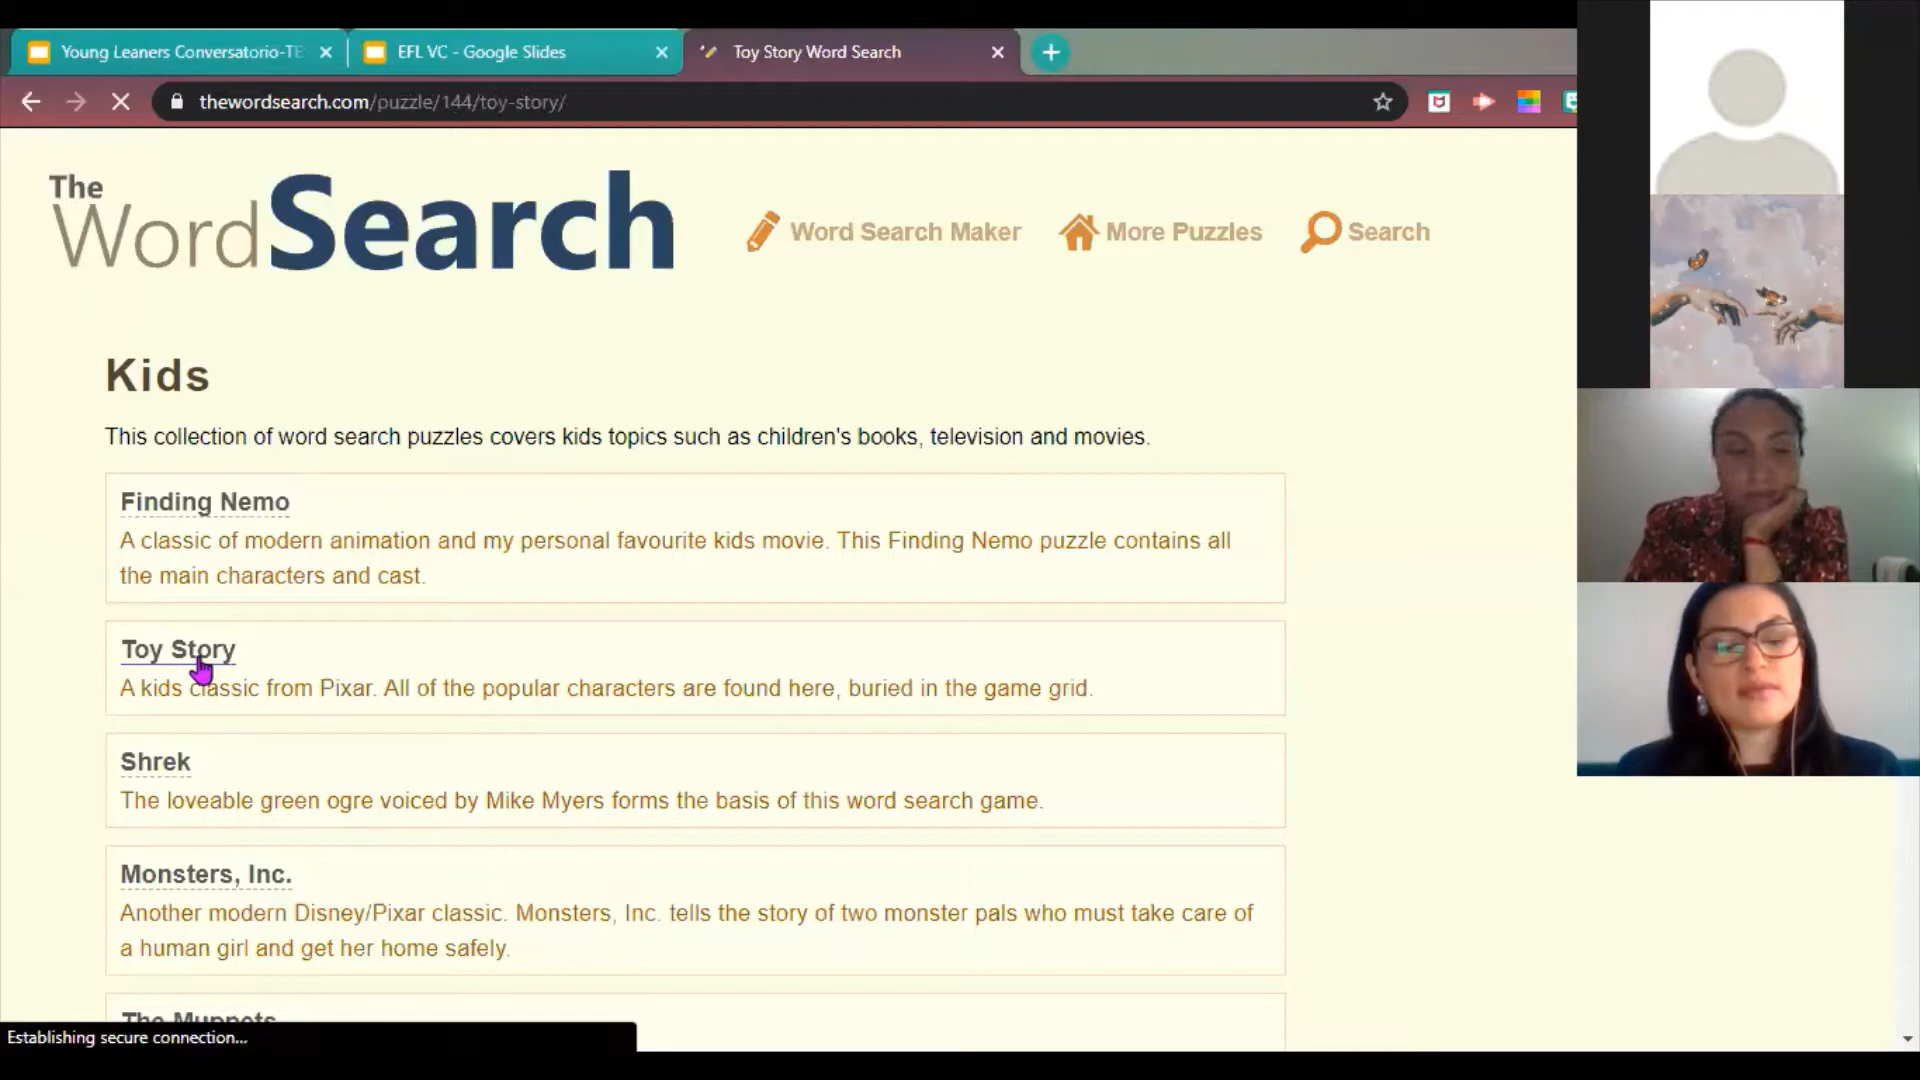 Young Leaners Conversatorio-TE
EFL VC - Google Slides
Toy Story Word Search
thewordsearch.com/puzzle/144/toy-story/
The
WordSearch
Word Search Maker
More Puzzles
Search
Kids
This collection of word search puzzles covers kids topics such as children's books, television and movies.
Finding Nemo
A classic of modern animation and my personal favourite kids movie. This Finding Nemo puzzle contains all
the main characters and cast.
Toy Story
A kids classic from Pixar. All of the popular characters are found here, buried in the game grid.
Shrek
The loveable green ogre voiced by Mike Myers forms the basis of this word search game.
Monsters, Inc.
Another modern Disney/Pixar classic. Monsters, Inc. tells the story of two monster pals who must take care of
a human girl and get her home safely.
The Muppets
Establishing secure connection...